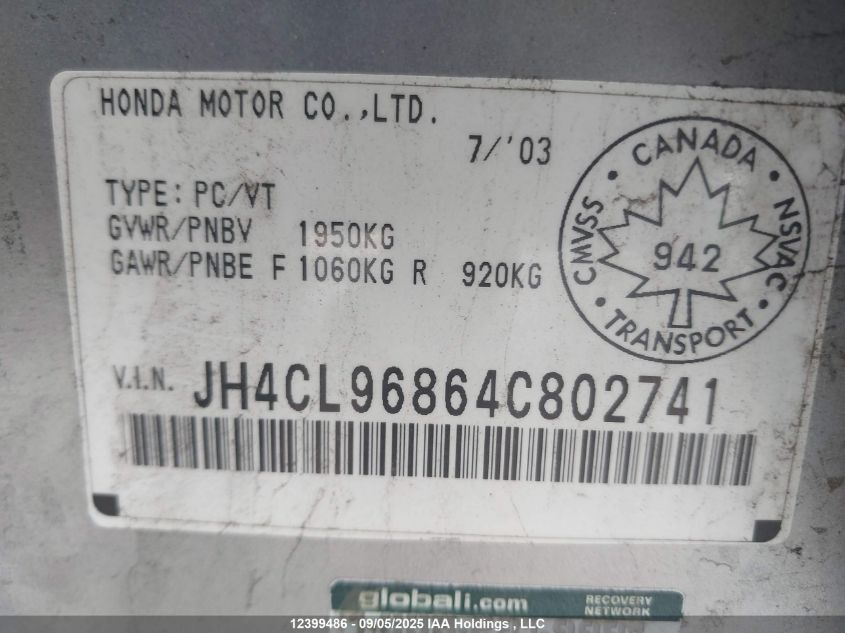 HONDA MOTOR CO.,LTD.
7/'03
TYPE: PC/VT
GVWR/PNBV 1950KG
GAWR/PNBE F 1060KG R 920KG
CANADA
CMVSS
NSVAC
942
TRANSPORT
V.I.N. JH4CL96864C802741
globali.com
RECOVERY
NETWORK
12399486 - 09/05/2025 IAA Holdings , LLC